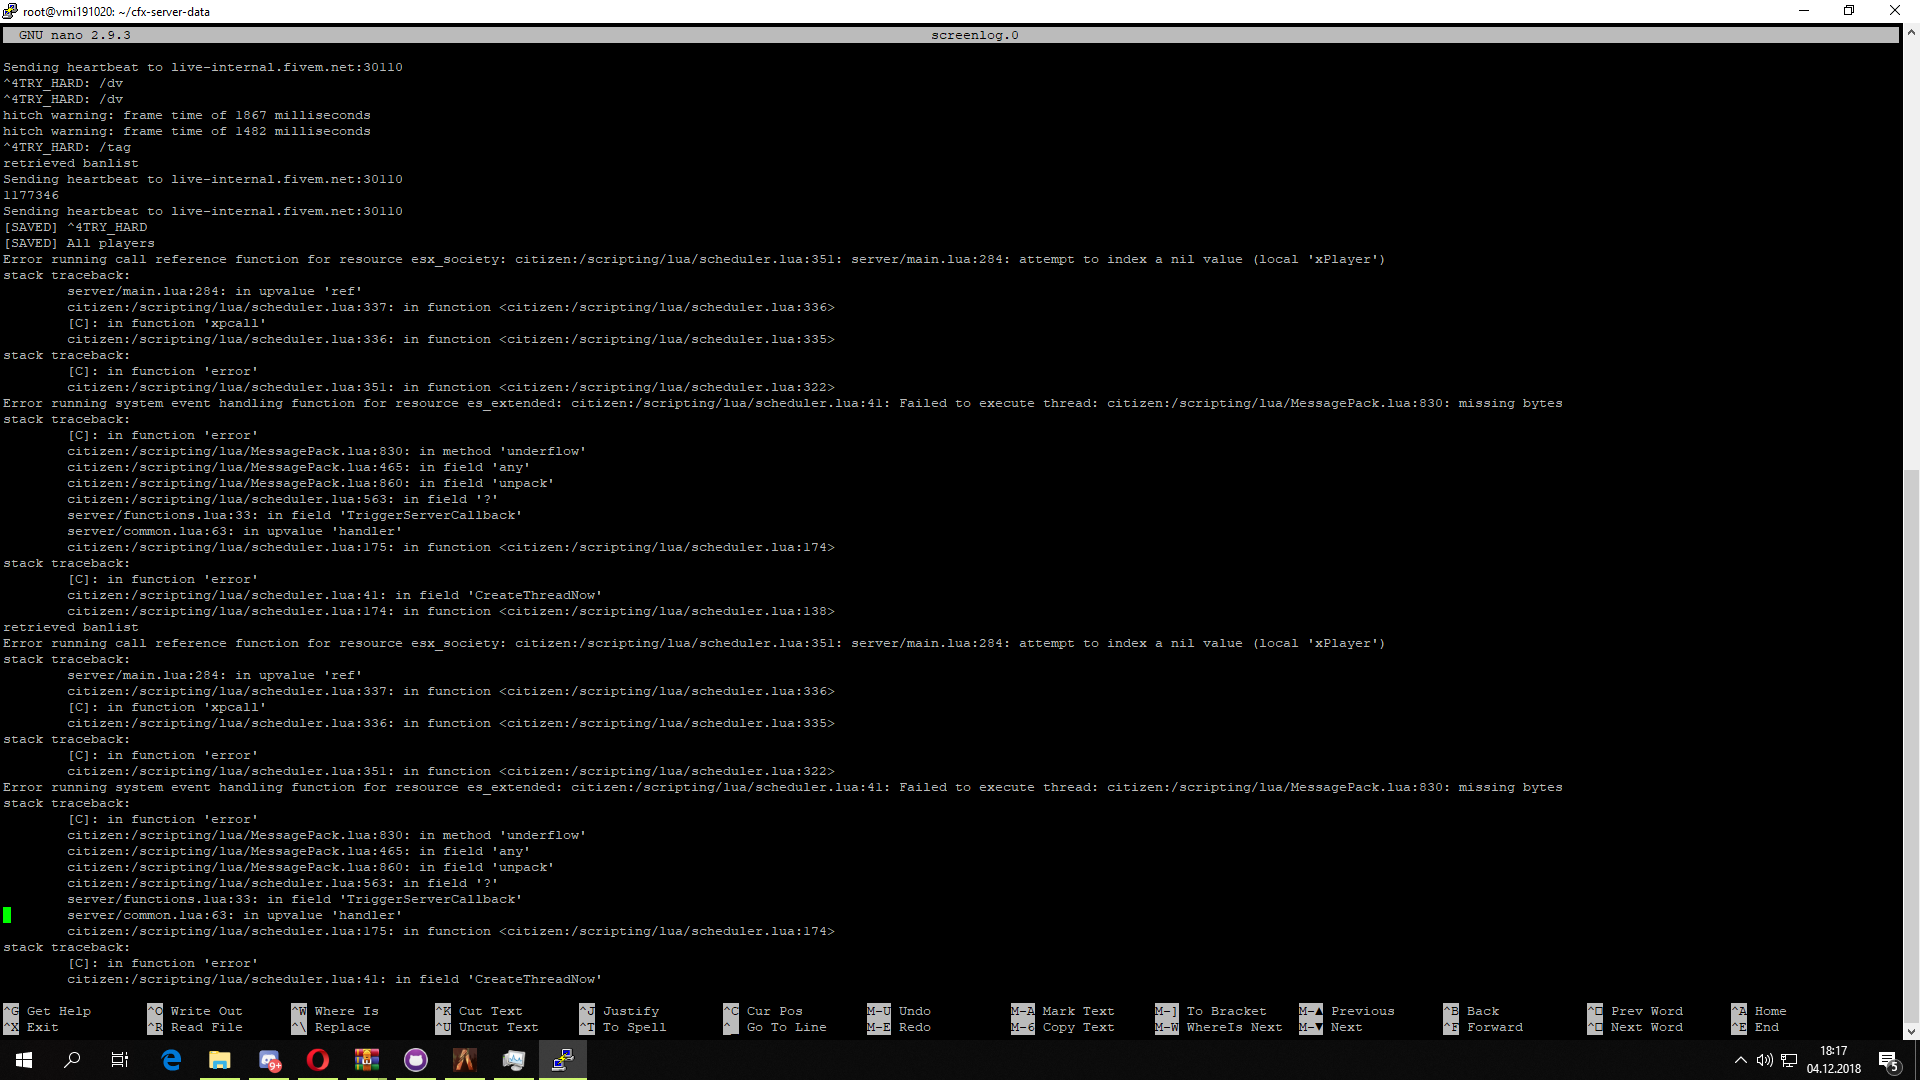 root@vmi191020: ~/cfx-server-data
GNU nano 2.9.3 screenlog.0
Sending heartbeat to live-internal.fivem.net:30110
^4TRY_HARD: /dv
^4TRY_HARD: /dv
hitch warning: frame time of 1867 milliseconds
hitch warning: frame time of 1482 milliseconds
^4TRY_HARD: /tag
retrieved banlist
Sending heartbeat to live-internal.fivem.net:30110
1177346
Sending heartbeat to live-internal.fivem.net:30110
[SAVED] ^4TRY_HARD
[SAVED] All players
Error running call reference function for resource esx_society: citizen:/scripting/lua/scheduler.lua:351: server/main.lua:284: attempt to index a nil value (local 'xPlayer')
stack traceback:
server/main.lua:284: in upvalue 'ref'
citizen:/scripting/lua/scheduler.lua:337: in function <citizen:/scripting/lua/scheduler.lua:336>
[C]: in function 'xpcall'
citizen:/scripting/lua/scheduler.lua:336: in function <citizen:/scripting/lua/scheduler.lua:335>
stack traceback:
[C]: in function 'error'
citizen:/scripting/lua/scheduler.lua:351: in function <citizen:/scripting/lua/scheduler.lua:322>
Error running system event handling function for resource es_extended: citizen:/scripting/lua/scheduler.lua:41: Failed to execute thread: citizen:/scripting/lua/MessagePack.lua:830: missing bytes
stack traceback:
[C]: in function 'error'
citizen:/scripting/lua/MessagePack.lua:830: in method 'underflow'
citizen:/scripting/lua/MessagePack.lua:465: in field 'any'
citizen:/scripting/lua/MessagePack.lua:860: in field 'unpack'
citizen:/scripting/lua/scheduler.lua:563: in field '?'
server/functions.lua:33: in field 'TriggerServerCallback'
server/common.lua:63: in upvalue 'handler'
citizen:/scripting/lua/scheduler.lua:175: in function <citizen:/scripting/lua/scheduler.lua:174>
stack traceback:
[C]: in function 'error'
citizen:/scripting/lua/scheduler.lua:41: in field 'CreateThreadNow'
citizen:/scripting/lua/scheduler.lua:174: in function <citizen:/scripting/lua/scheduler.lua:138>
retrieved banlist
Error running call reference function for resource esx_society: citizen:/scripting/lua/scheduler.lua:351: server/main.lua:284: attempt to index a nil value (local 'xPlayer')
stack traceback:
server/main.lua:284: in upvalue 'ref'
citizen:/scripting/lua/scheduler.lua:337: in function <citizen:/scripting/lua/scheduler.lua:336>
[C]: in function 'xpcall'
citizen:/scripting/lua/scheduler.lua:336: in function <citizen:/scripting/lua/scheduler.lua:335>
stack traceback:
[C]: in function 'error'
citizen:/scripting/lua/scheduler.lua:351: in function <citizen:/scripting/lua/scheduler.lua:322>
Error running system event handling function for resource es_extended: citizen:/scripting/lua/scheduler.lua:41: Failed to execute thread: citizen:/scripting/lua/MessagePack.lua:830: missing bytes
stack traceback:
[C]: in function 'error'
citizen:/scripting/lua/MessagePack.lua:830: in method 'underflow'
citizen:/scripting/lua/MessagePack.lua:465: in field 'any'
citizen:/scripting/lua/MessagePack.lua:860: in field 'unpack'
citizen:/scripting/lua/scheduler.lua:563: in field '?'
server/functions.lua:33: in field 'TriggerServerCallback'
server/common.lua:63: in upvalue 'handler'
citizen:/scripting/lua/scheduler.lua:175: in function <citizen:/scripting/lua/scheduler.lua:174>
stack traceback:
[C]: in function 'error'
citizen:/scripting/lua/scheduler.lua:41: in field 'CreateThreadNow'
^G Get Help ^O Write Out ^W Where Is ^K Cut Text ^J Justify ^C Cur Pos M-U Undo M-A Mark Text M-] To Bracket M-▲ Previous ^B Back ^□ Prev Word ^A Home
^X Exit ^R Read File ^\ Replace ^U Uncut Text ^T To Spell ^_ Go To Line M-E Redo M-6 Copy Text M-W WhereIs Next M-▼ Next ^F Forward ^□ Next Word ^E End
9+
18:17
04.12.2018
5